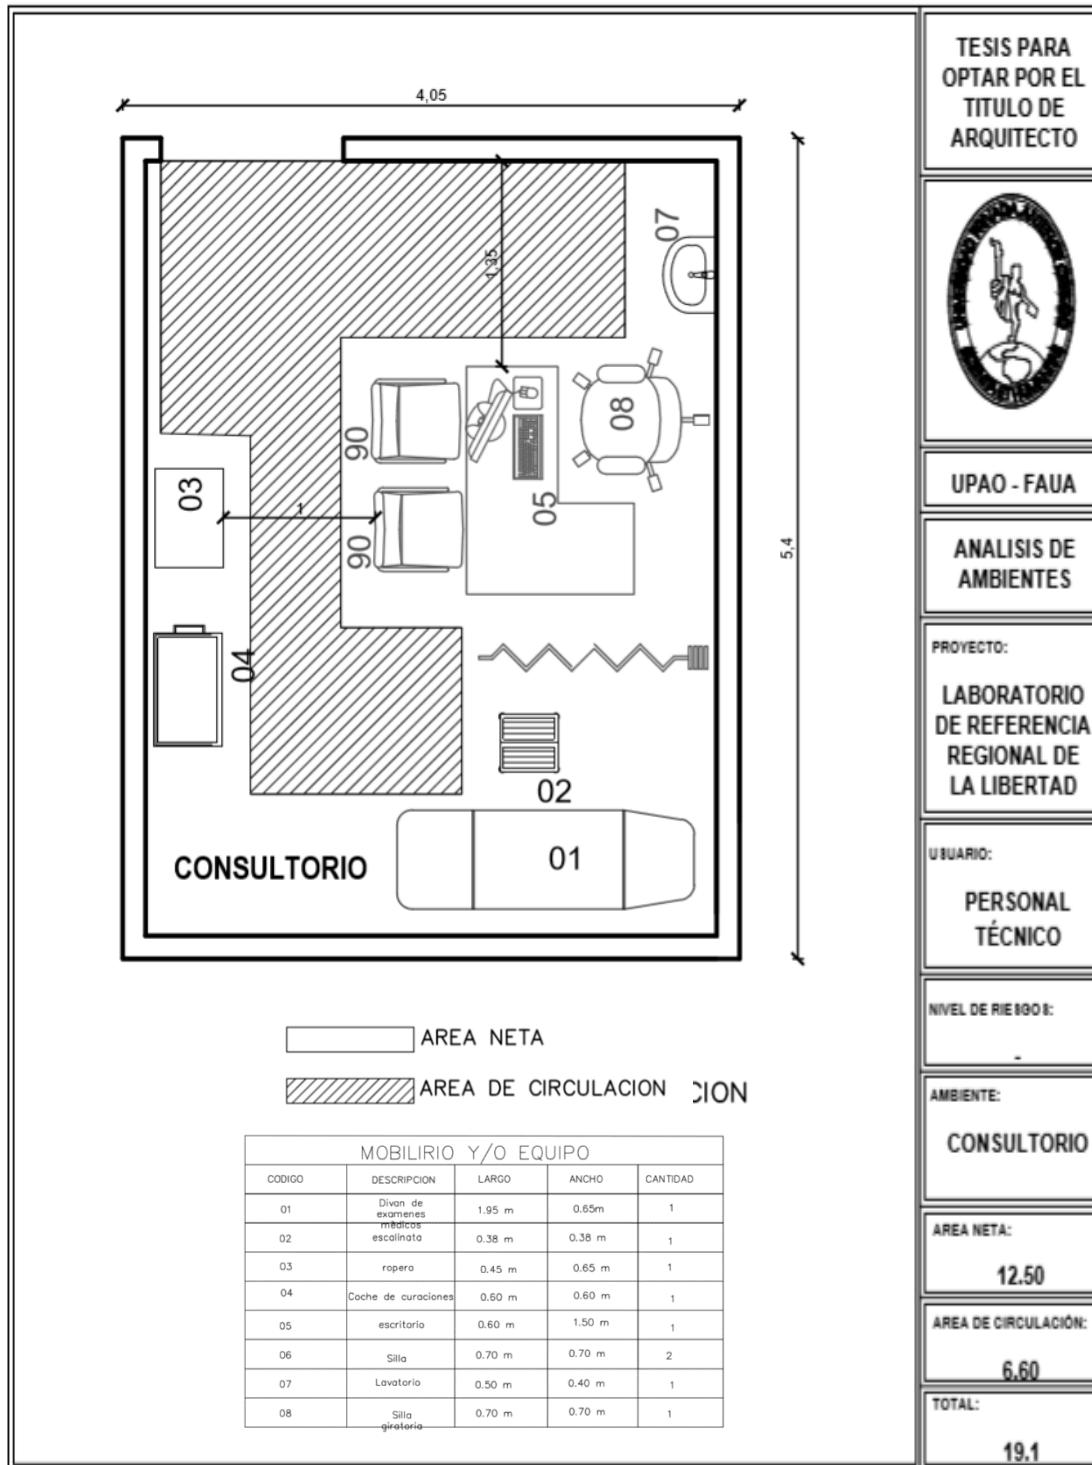 4,05
1,35
07
08
06
03
05
1
06
5,4
04
02
01
CONSULTORIO
AREA NETA
AREA DE CIRCULACION
CION
MOBILIRIO Y/O EQUIPO
CODIGO DESCRIPCION LARGO ANCHO CANTIDAD
01 Divan de examenes médicos 1.95 m 0.65m 1
02 escalinata 0.38 m 0.38 m 1
03 ropero 0.45 m 0.65 m 1
04 Coche de curaciones 0.60 m 0.60 m 1
05 escritorio 0.60 m 1.50 m 1
06 Silla 0.70 m 0.70 m 2
07 Lavatorio 0.50 m 0.40 m 1
08 Silla giratoria 0.70 m 0.70 m 1
TESIS PARA
OPTAR POR EL
TITULO DE
ARQUITECTO
UPAO - FAUA
ANALISIS DE
AMBIENTES
PROYECTO:
LABORATORIO
DE REFERENCIA
REGIONAL DE
LA LIBERTAD
USUARIO:
PERSONAL
TÉCNICO
NIVEL DE RIESGOS:
-
AMBIENTE:
CONSULTORIO
AREA NETA:
12.50
AREA DE CIRCULACIÓN:
6.60
TOTAL:
19.1